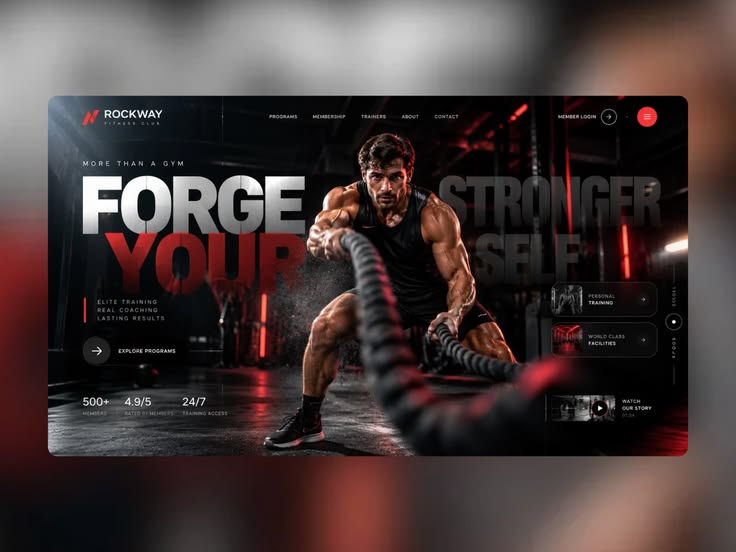 ROCKWAY
FITNESS CLUB
PROGRAMS
MEMBERSHIP
TRAINERS
ABOUT
CONTACT
MEMBER LOGIN
MORE THAN A GYM
FORGE
YOUR
STRONGER
SELF
ELITE TRAINING
REAL COACHING
LASTING RESULTS
EXPLORE PROGRAMS
500+
MEMBERS
4.9/5
RATED BY MEMBERS
24/7
TRAINING ACCESS
PERSONAL
TRAINING
WORLD CLASS
FACILITIES
WATCH
OUR STORY